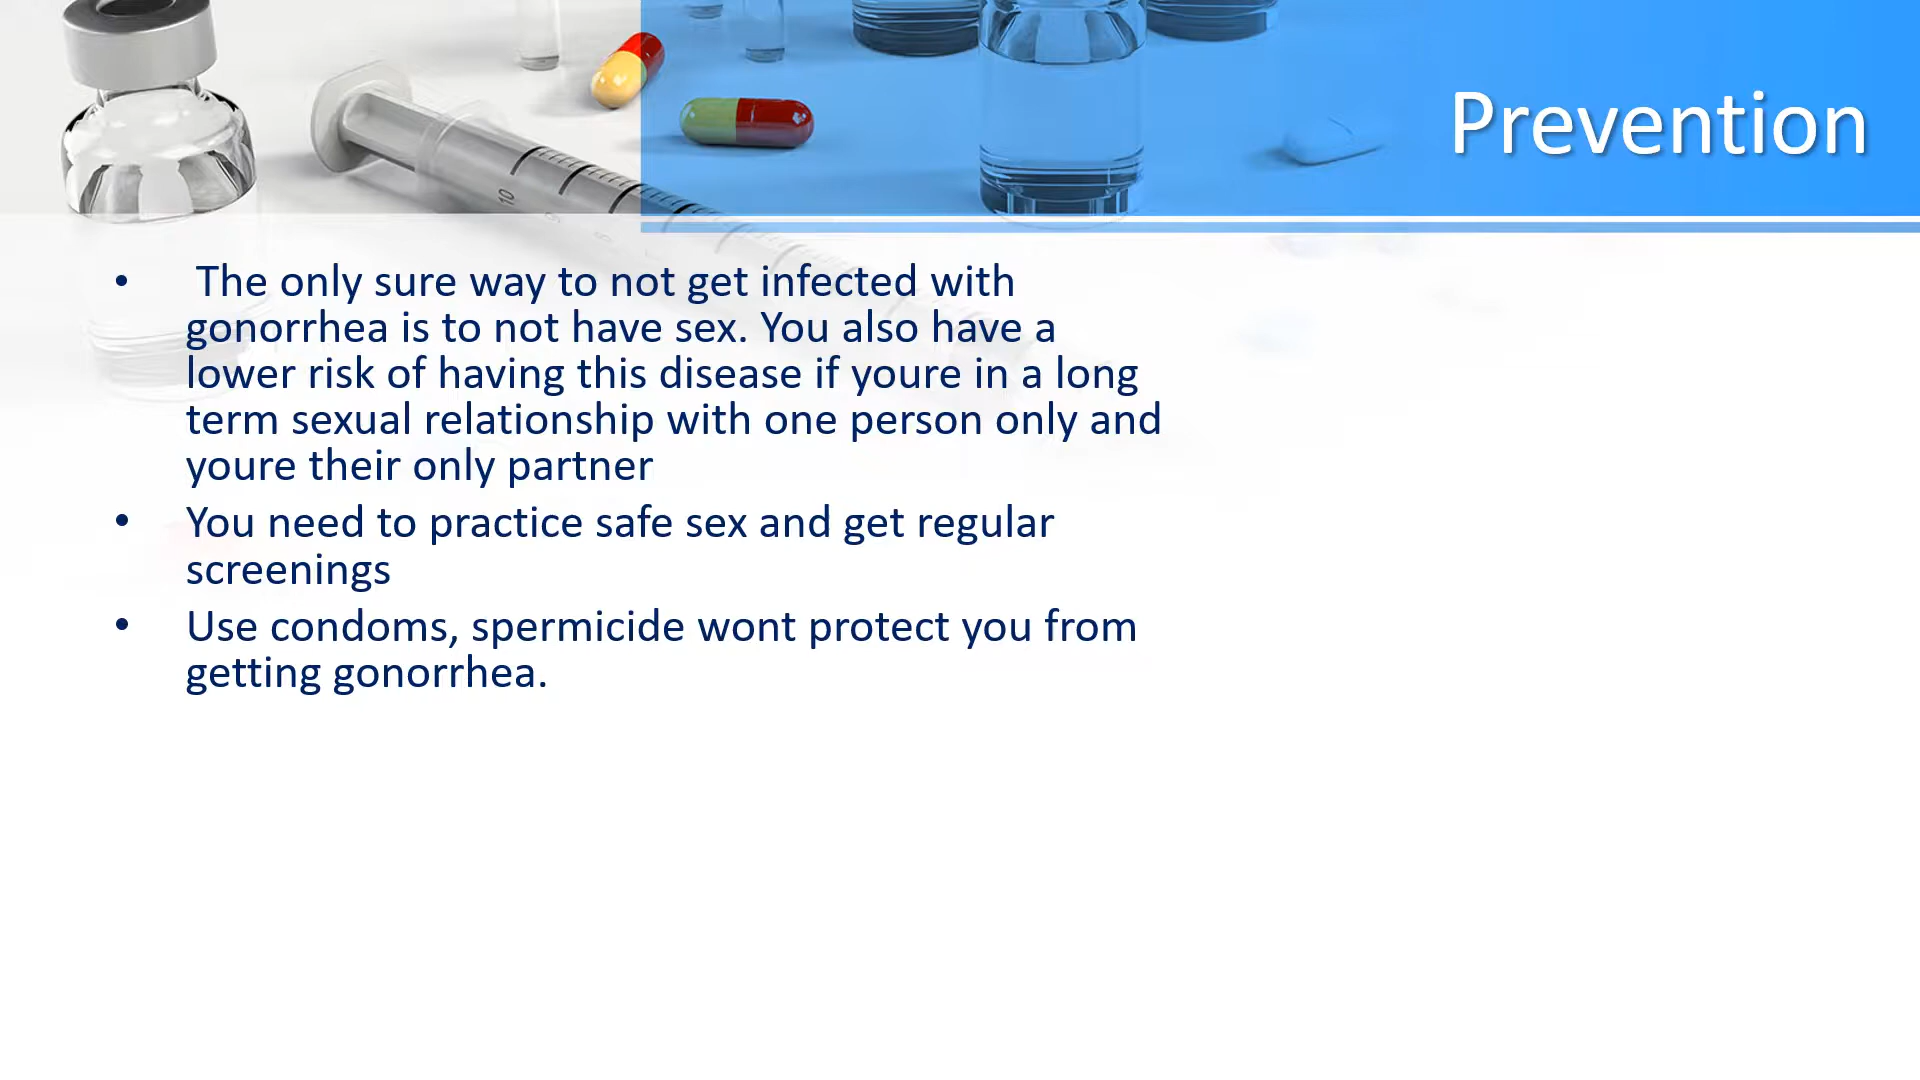 Prevention
• The only sure way to not get infected with
gonorrhea is to not have sex. You also have a
lower risk of having this disease if youre in a long
term sexual relationship with one person only and
youre their only partner
• You need to practice safe sex and get regular
screenings
• Use condoms, spermicide wont protect you from
getting gonorrhea.
10